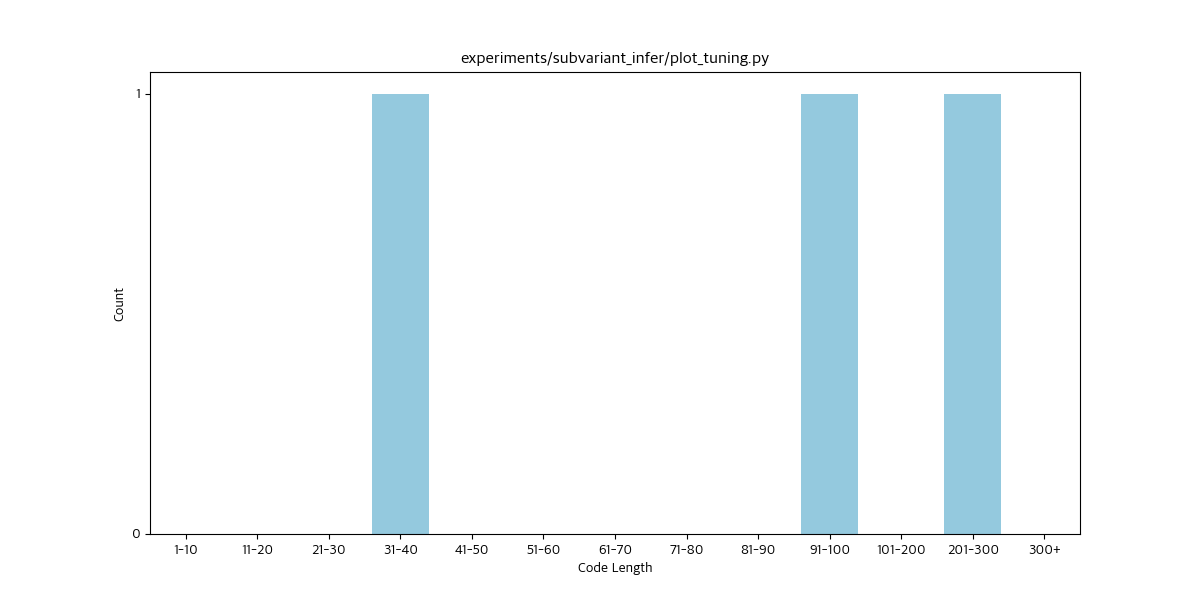 experiments/subvariant_infer/plot_tuning.py
1
Count
0
1-10 11-20 21-30 31-40 41-50 51-60 61-70 71-80 81-90 91-100 101-200 201-300 300+
Code Length